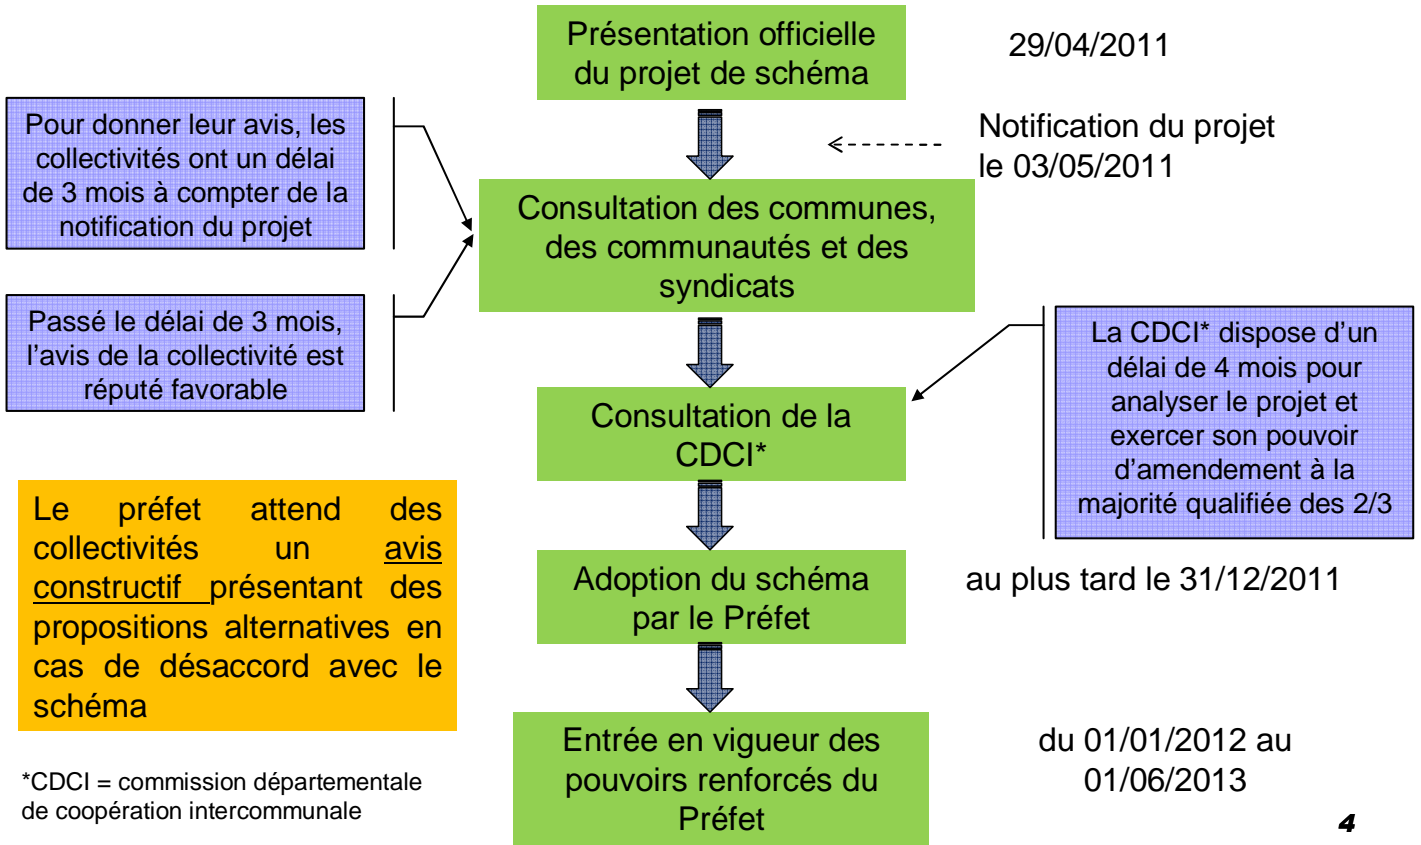 Présentation officielle
du projet de schéma
29/04/2011
Notification du projet
le 03/05/2011
Pour donner leur avis, les
collectivités ont un délai
de 3 mois à compter de la
notification du projet
Consultation des communes,
des communautés et des
syndicats
Passé le délai de 3 mois,
l’avis de la collectivité est
réputé favorable
La CDCI* dispose d’un
délai de 4 mois pour
analyser le projet et
exercer son pouvoir
d’amendement à la
majorité qualifiée des 2/3
Consultation de la
CDCI*
Le préfet attend des
collectivités un avis
constructif présentant des
propositions alternatives en
cas de désaccord avec le
schéma
Adoption du schéma
par le Préfet
au plus tard le 31/12/2011
Entrée en vigueur des
pouvoirs renforcés du
Préfet
du 01/01/2012 au
01/06/2013
*CDCI = commission départementale
de coopération intercommunale
4